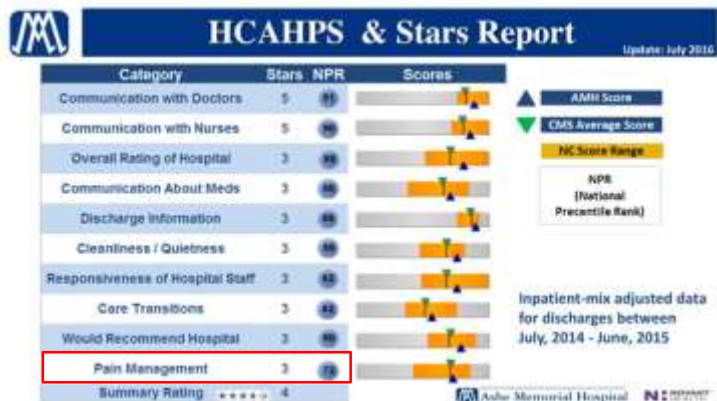 HCAHPS & Stars Report
Update: July 2016
Category Stars NPR Scores
Communication with Doctors 5
Communication with Nurses 5
Overall Rating of Hospital 3
Communication About Meds 3
Discharge Information 3
Cleanliness / Quietness 3
Responsiveness of Hospital Staff 3
Care Transitions 3
Would Recommend Hospital 3
Pain Management 3
Summary Rating 4
AMH Score
CMS Average Score
NC Score Range
NPR
(National
Precentile Rank)
Inpatient-mix adjusted data
for discharges between
July, 2014 - June, 2015
Ashe Memorial Hospital